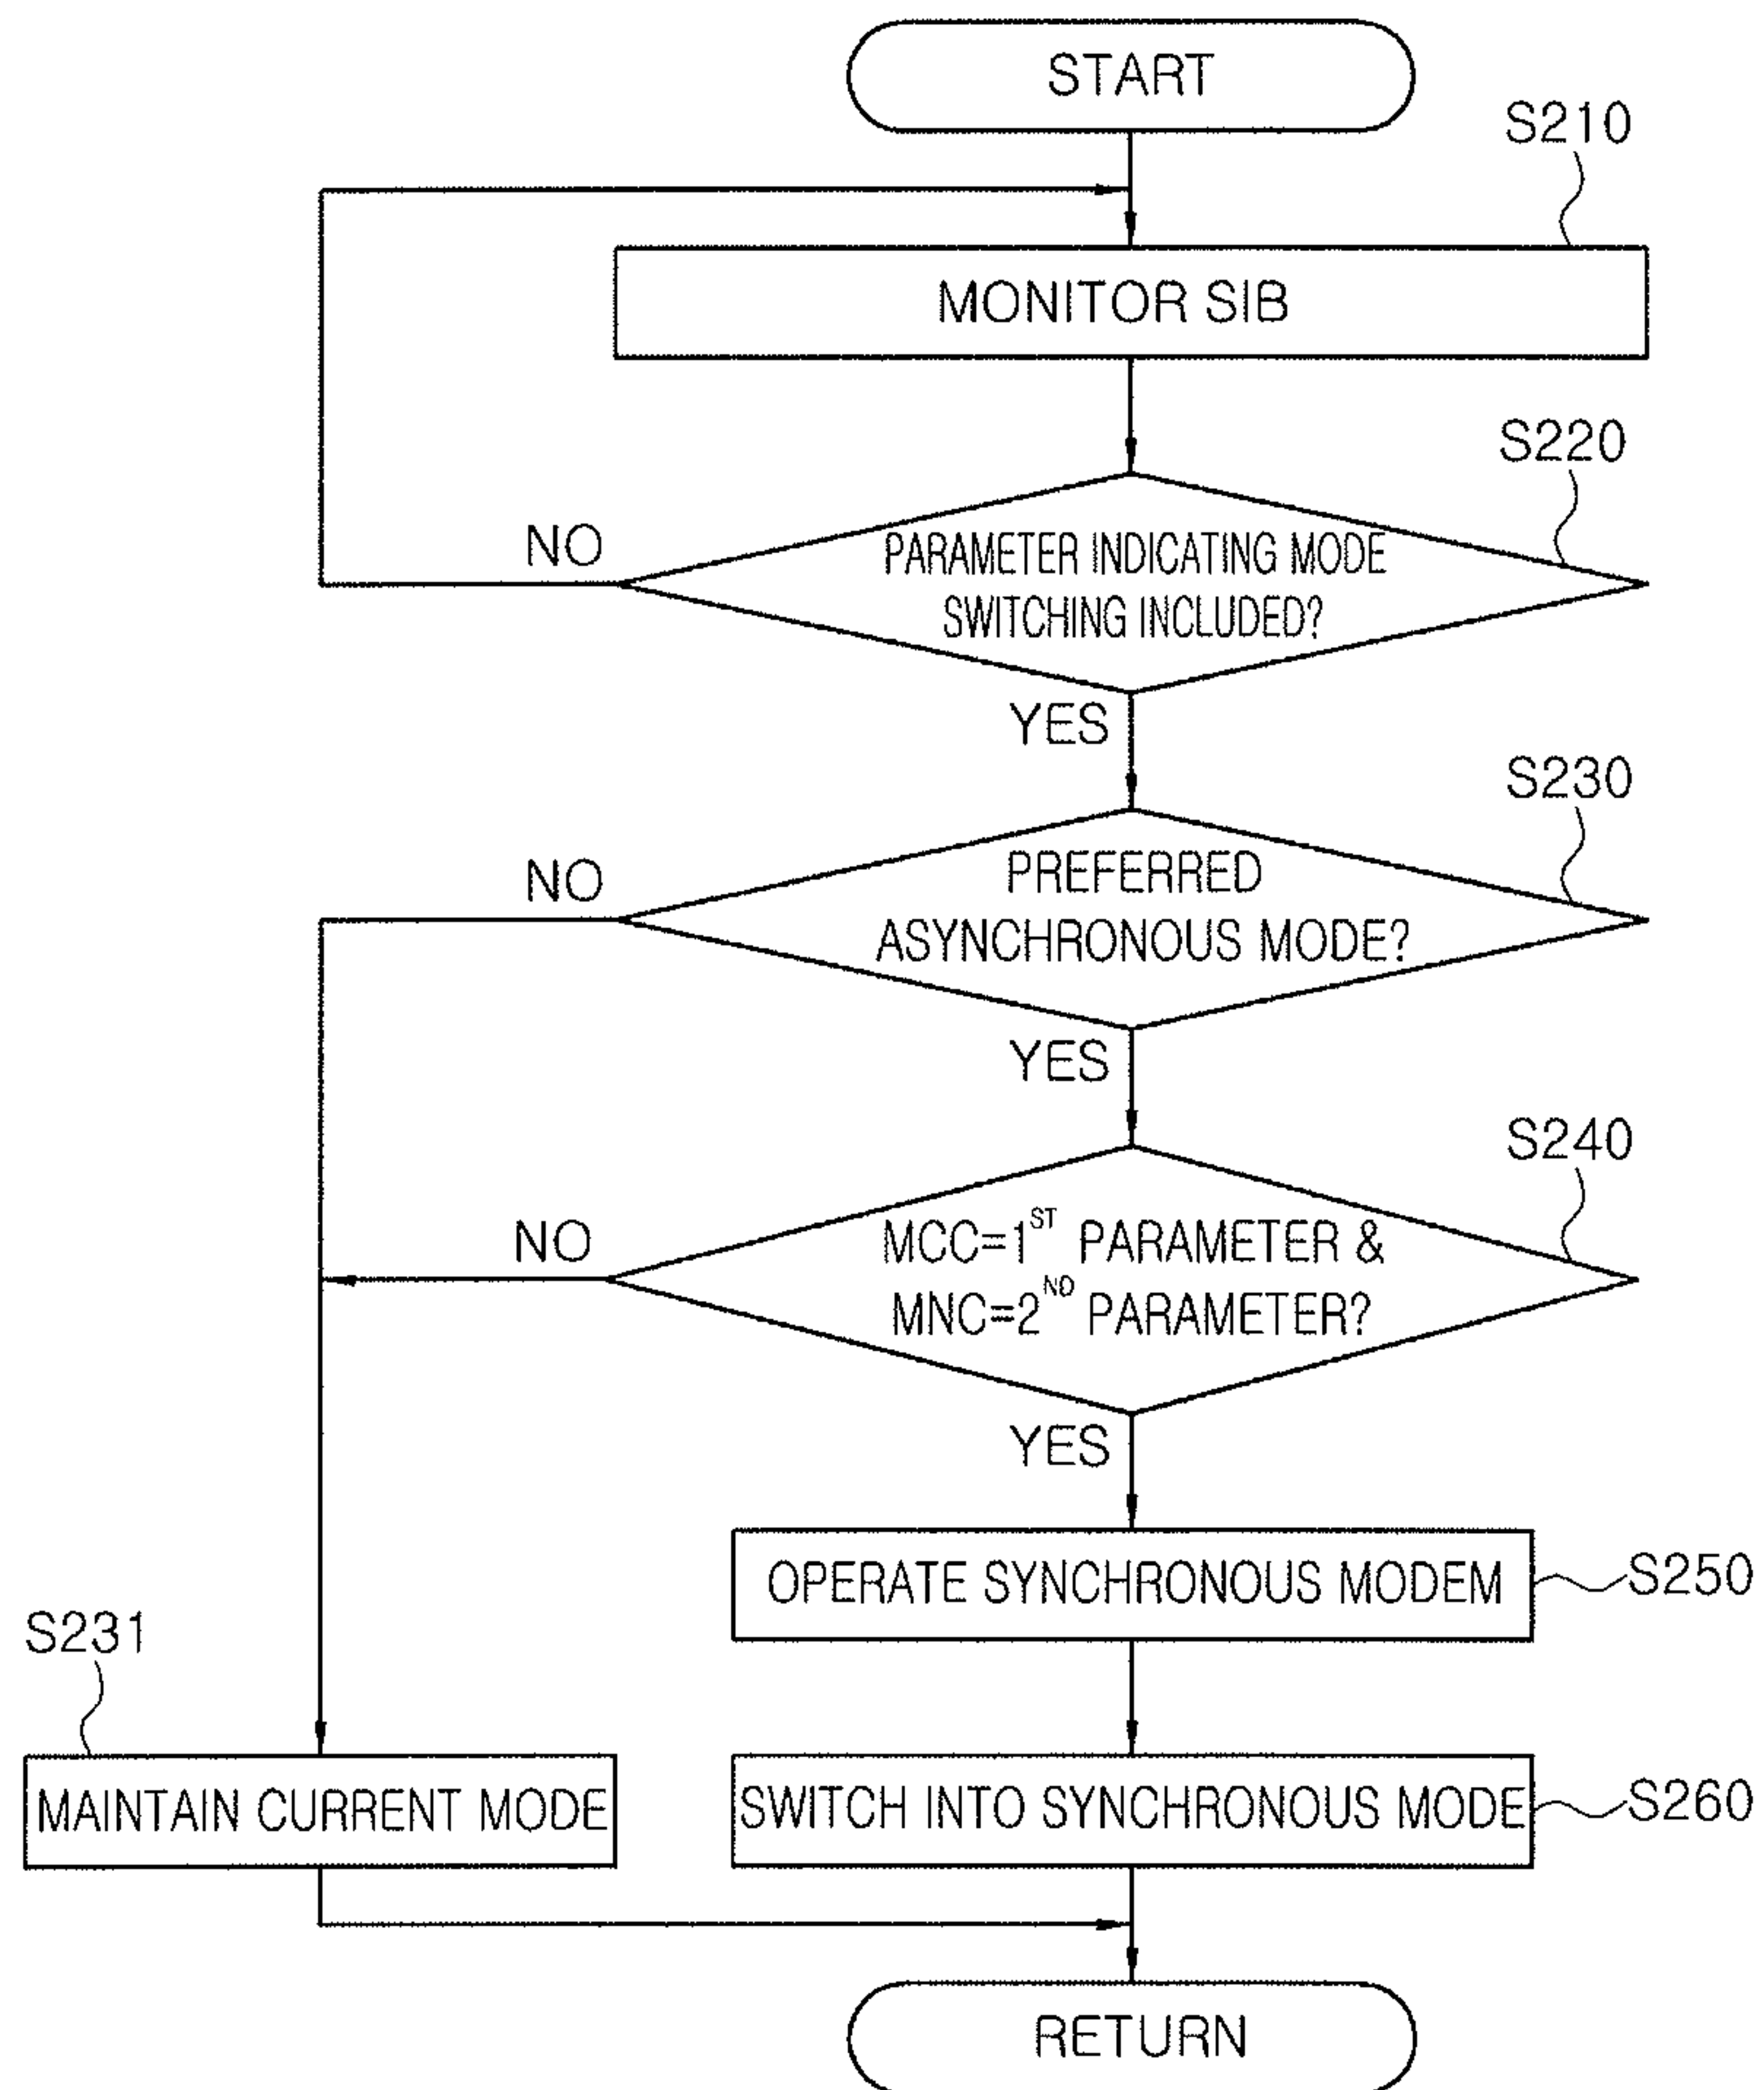 START
S210
MONITOR SIB
S220
NO
PARAMETER INDICATING MODE
SWITCHING INCLUDED?
YES
S230
NO
PREFERRED
ASYNCHRONOUS MODE?
YES
S240
NO
MCC=1ST PARAMETER &
MNC=2ND PARAMETER?
YES
OPERATE SYNCHRONOUS MODEM
S250
S231
MAINTAIN CURRENT MODE
SWITCH INTO SYNCHRONOUS MODE
S260
RETURN